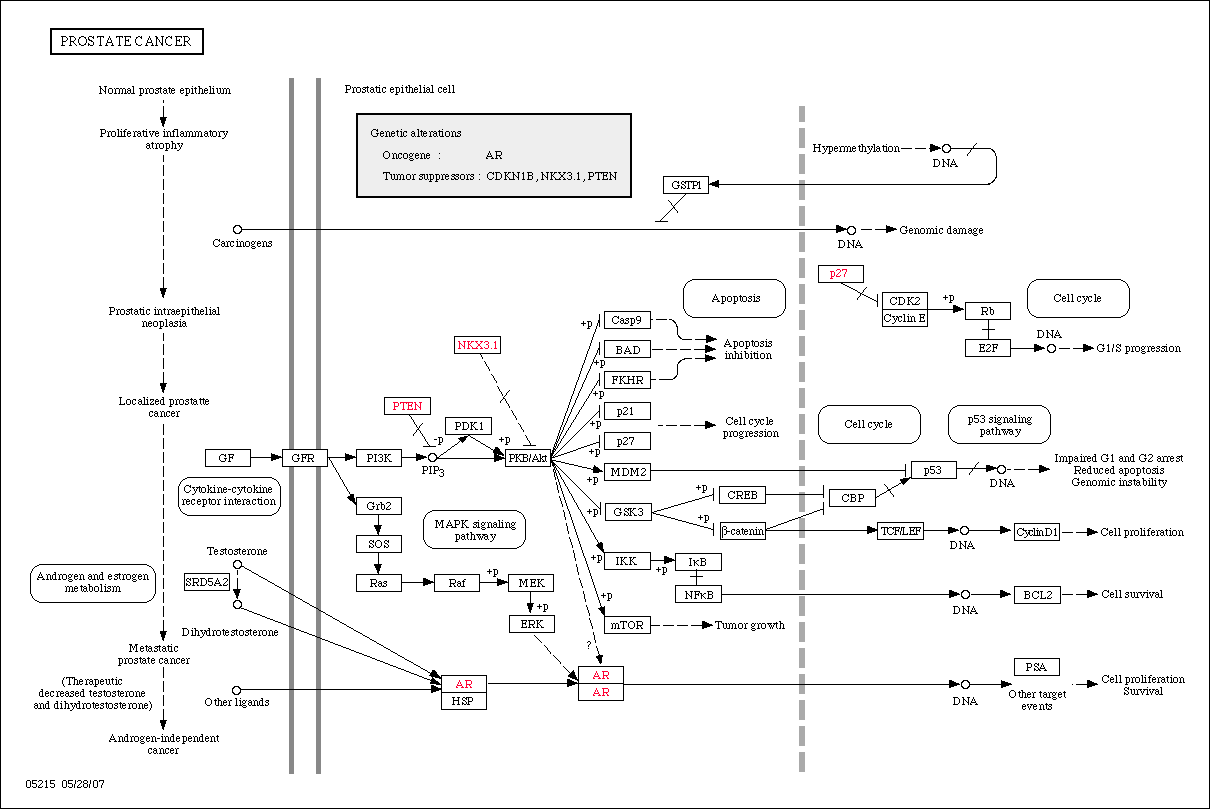 PROSTATE CANCER
Normal prostate epithelium
Proliferative inflammatory
atrophy
Prostatic intraepithelial
neoplasia
Localized prostatte
cancer
Metastatic
prostate cancer
(Therapeutic
decreased testosterone
and dihydrotestosterone)
Androgen-independent
cancer
Prostatic epithelial cell
Genetic alterations
Oncogene : AR
Tumor suppressors : CDKN1B, NKX3.1, PTEN
Hypermethylation
DNA
GSTP1
Carcinogens
DNA
Genomic damage
p27
CDK2
Cyclin E
+p
Rb
E2F
DNA
G1/S progression
Cell cycle
Apoptosis
Casp9
BAD
FKHR
Apoptosis
inhibition
+p
+p
+p
NKX3.1
PTEN
-p
PDK1
+p
p21
p27
+p
+p
Cell cycle
progression
Cell cycle
p53 signaling
pathway
GF
GFR
PI3K
PIP3
PKB/Akt
MDM2
+p
p53
DNA
Impaired G1 and G2 arrest
Reduced apoptosis
Genomic instability
Cytokine-cytokine
receptor interaction
Grb2
SOS
Ras
Raf
+p
MEK
+p
ERK
MAPK signaling
pathway
GSK3
+p
+p
CREB
+p
β-catenin
CBP
TCF/LEF
DNA
CyclinD1
Cell proliferation
IKK
+p
+p
IκB
NFκB
DNA
BCL2
Cell survival
+p
mTOR
Tumor growth
?
Testosterone
SRD5A2
Dihydrotestosterone
Androgen and estrogen
metabolism
Other ligands
AR
HSP
AR
AR
DNA
PSA
Other target
events
Cell proliferation
Survival
05215 05/28/07